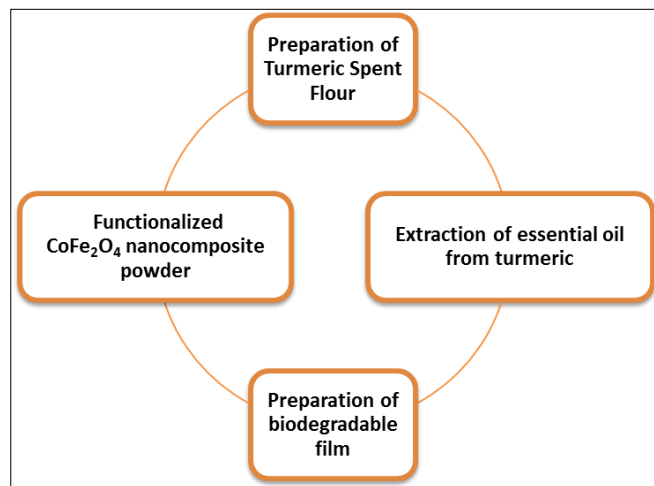 Preparation of
Turmeric Spent
Flour
Functionalized
CoFe₂O₄ nanocomposite
powder
Extraction of essential oil
from turmeric
Preparation of
biodegradable
film